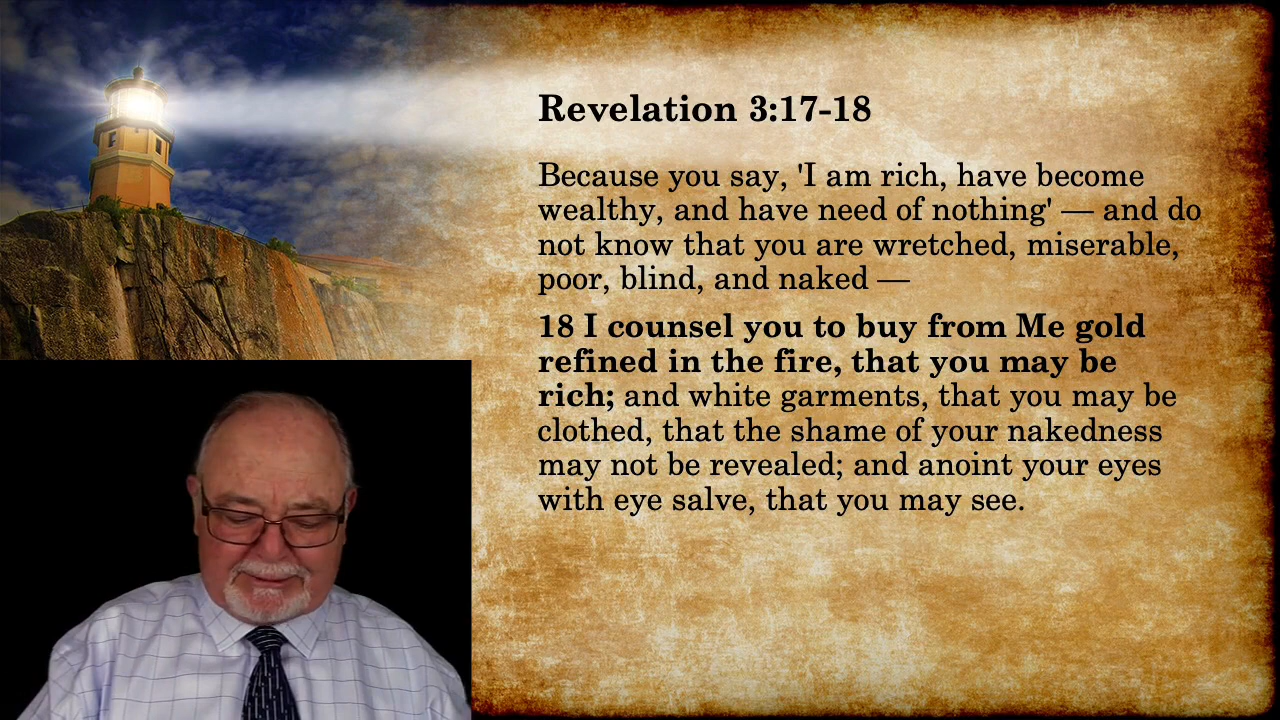 Revelation 3:17-18
Because you say, 'I am rich, have become
wealthy, and have need of nothing' — and do
not know that you are wretched, miserable,
poor, blind, and naked —
18 I counsel you to buy from Me gold
refined in the fire, that you may be
rich; and white garments, that you may be
clothed, that the shame of your nakedness
may not be revealed; and anoint your eyes
with eye salve, that you may see.